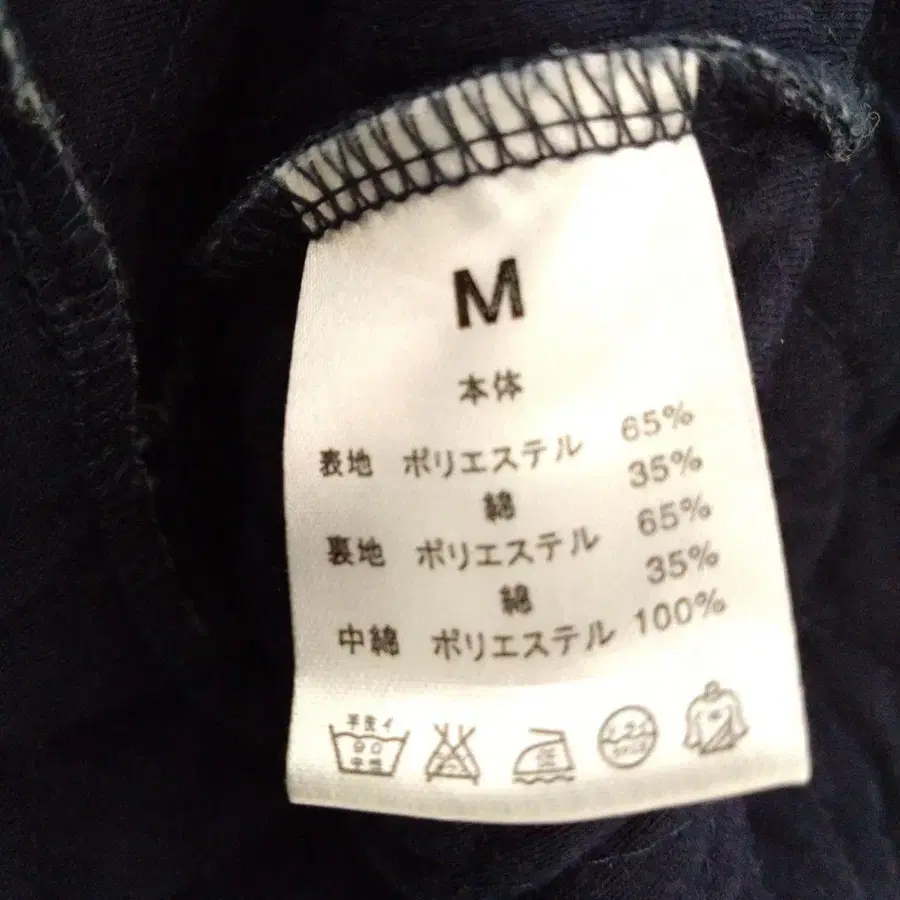 M
本体
表地 ポリエステル 65%
綿 35%
裏地 ポリエステル 65%
綿 35%
中綿 ポリエステル 100%